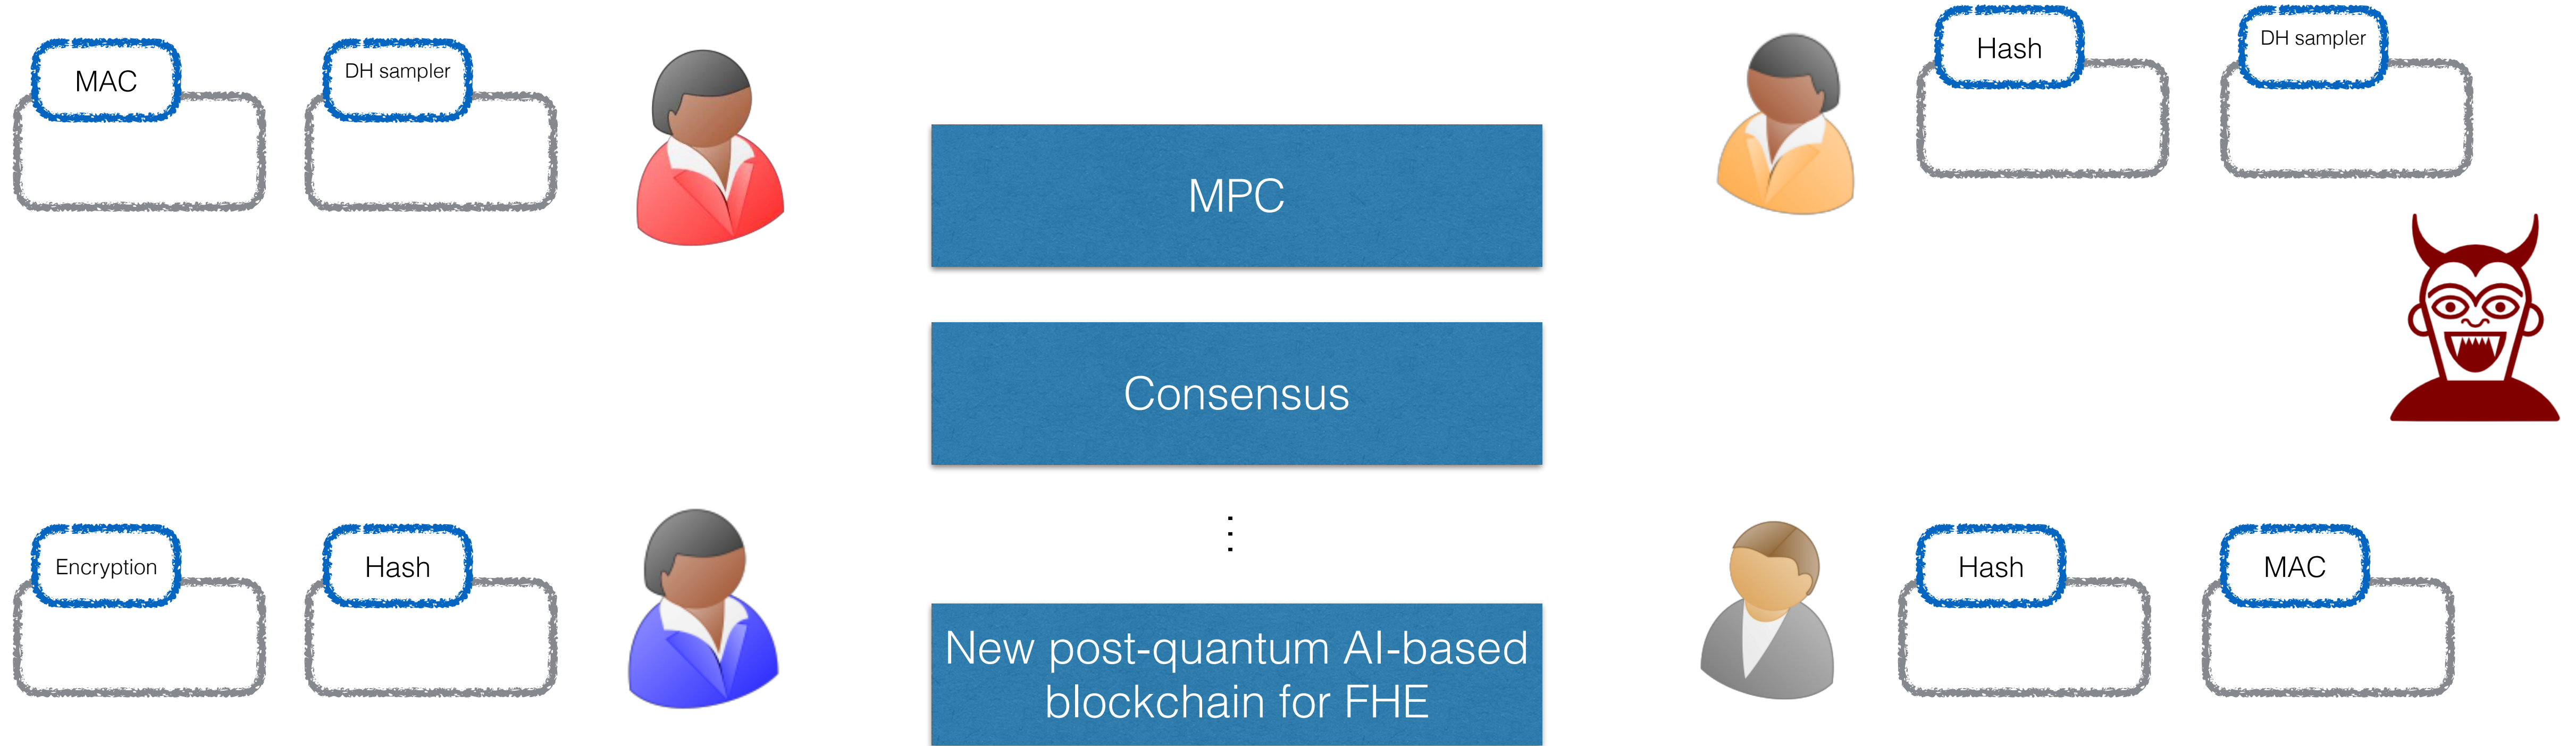 MAC
DH sampler
Hash
DH sampler
MPC
Consensus
⋮
Encryption
Hash
Hash
MAC
New post-quantum AI-based
blockchain for FHE